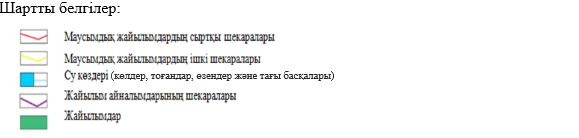 Шартты белгілер:
Маусымдық жайылымдардың сыртқы шекаралары
Маусымдық жайылымдардың ішкі шекаралары
Су көздері (көлдер, тоғандар, өзендер және тағы басқалары)
Жайылым айналымдарының шекаралары
Жайылымдар